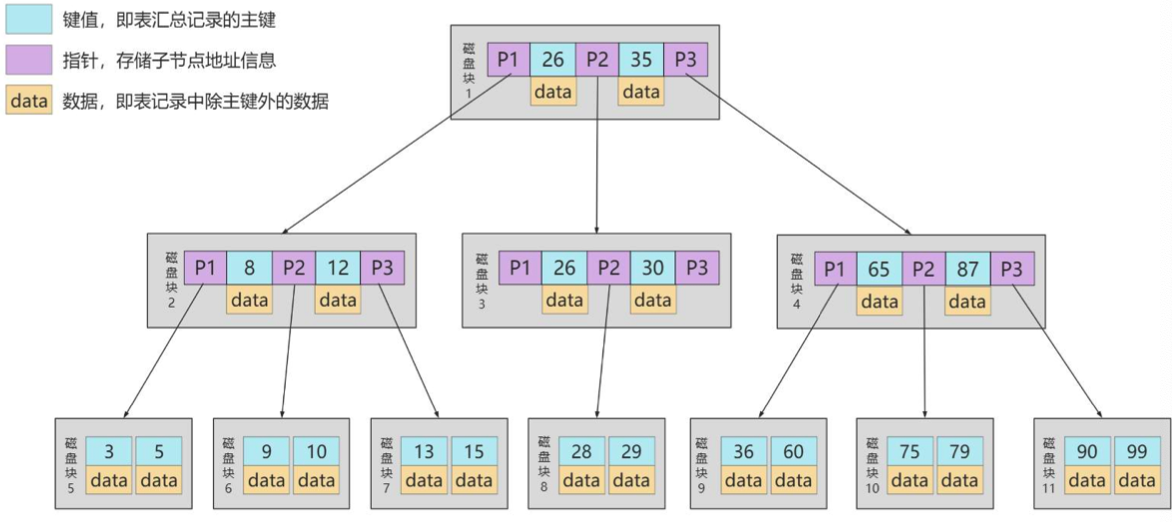 键值，即表汇总记录的主键
指针，存储子节点地址信息
data 数据，即表记录中除主键外的数据
磁盘块1 P1 26 P2 35 P3
data data
磁盘块2 P1 8 P2 12 P3
data data
磁盘块3 P1 26 P2 30 P3
data data
磁盘块4 P1 65 P2 87 P3
data data
磁盘块5 3 5
data data
磁盘块6 9 10
data data
磁盘块7 13 15
data data
磁盘块8 28 29
data data
磁盘块9 36 60
data data
磁盘块10 75 79
data data
磁盘块11 90 99
data data